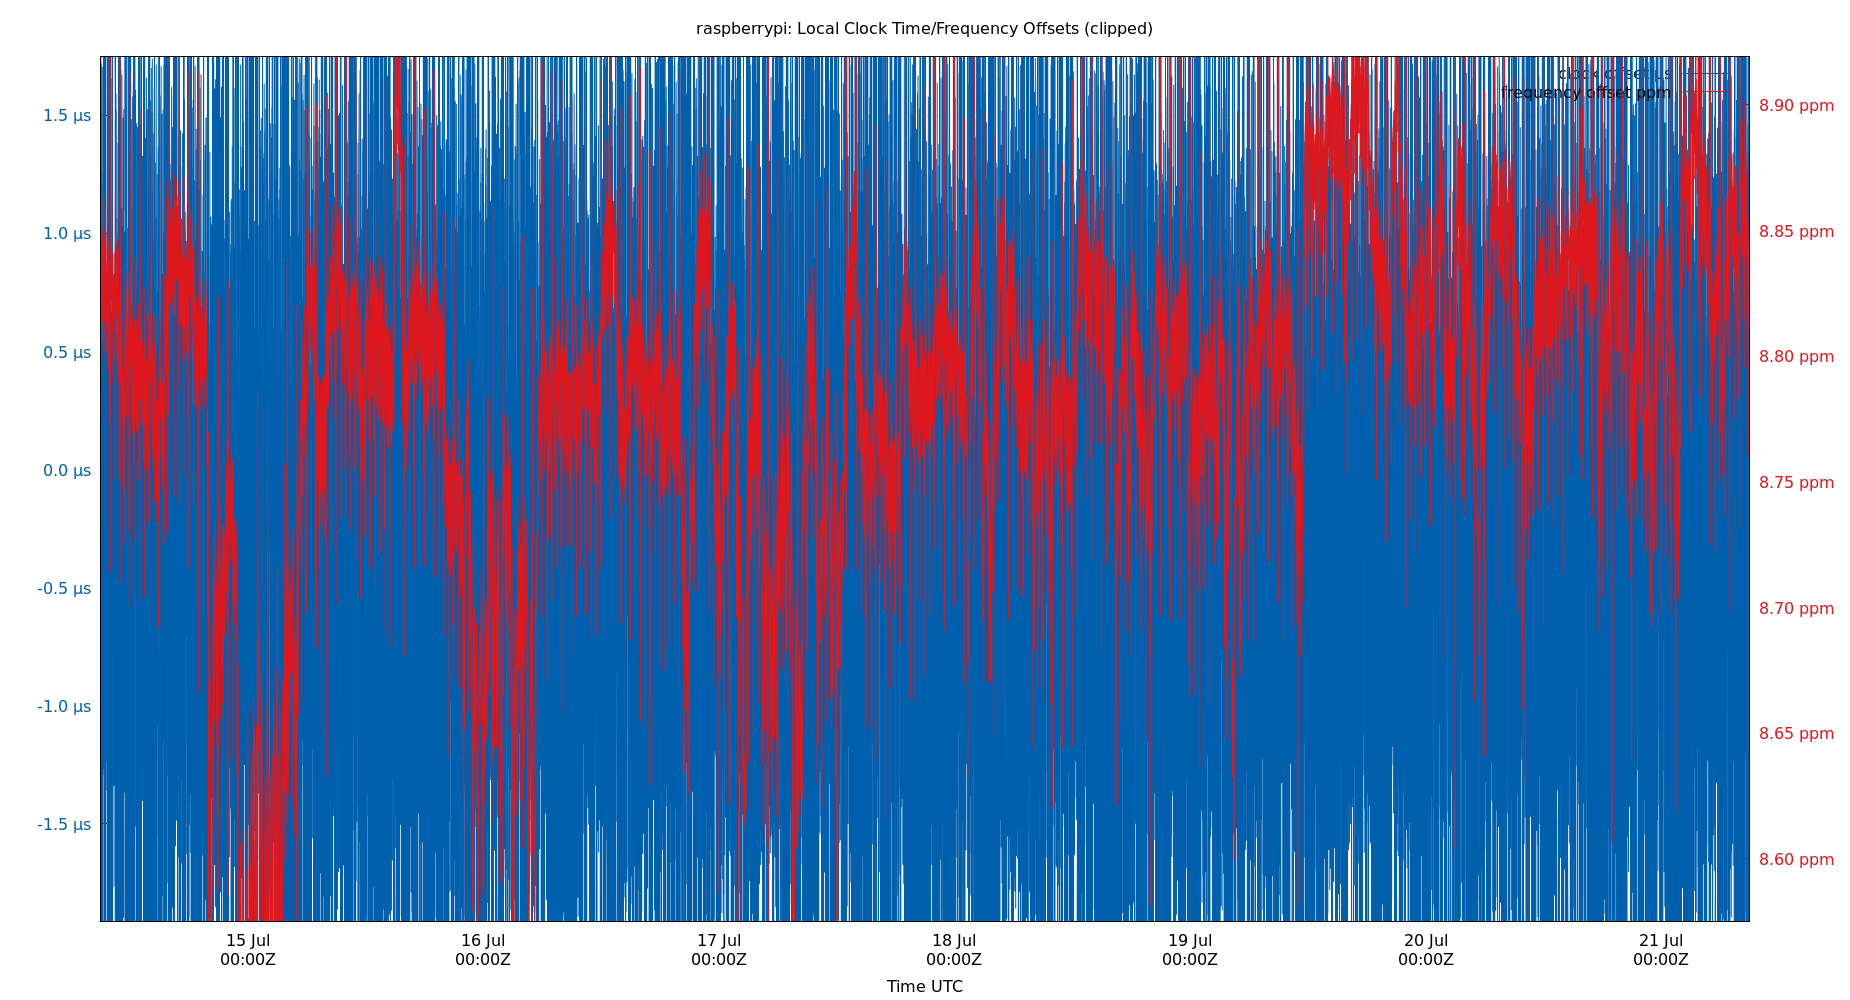 raspberrypi: Local Clock Time/Frequency Offsets (clipped)
clock offset µs
frequency offset ppm
1.5 µs
1.0 µs
0.5 µs
0.0 µs
-0.5 µs
-1.0 µs
-1.5 µs
8.90 ppm
8.85 ppm
8.80 ppm
8.75 ppm
8.70 ppm
8.65 ppm
8.60 ppm
15 Jul
00:00Z
16 Jul
00:00Z
17 Jul
00:00Z
18 Jul
00:00Z
19 Jul
00:00Z
20 Jul
00:00Z
21 Jul
00:00Z
Time UTC